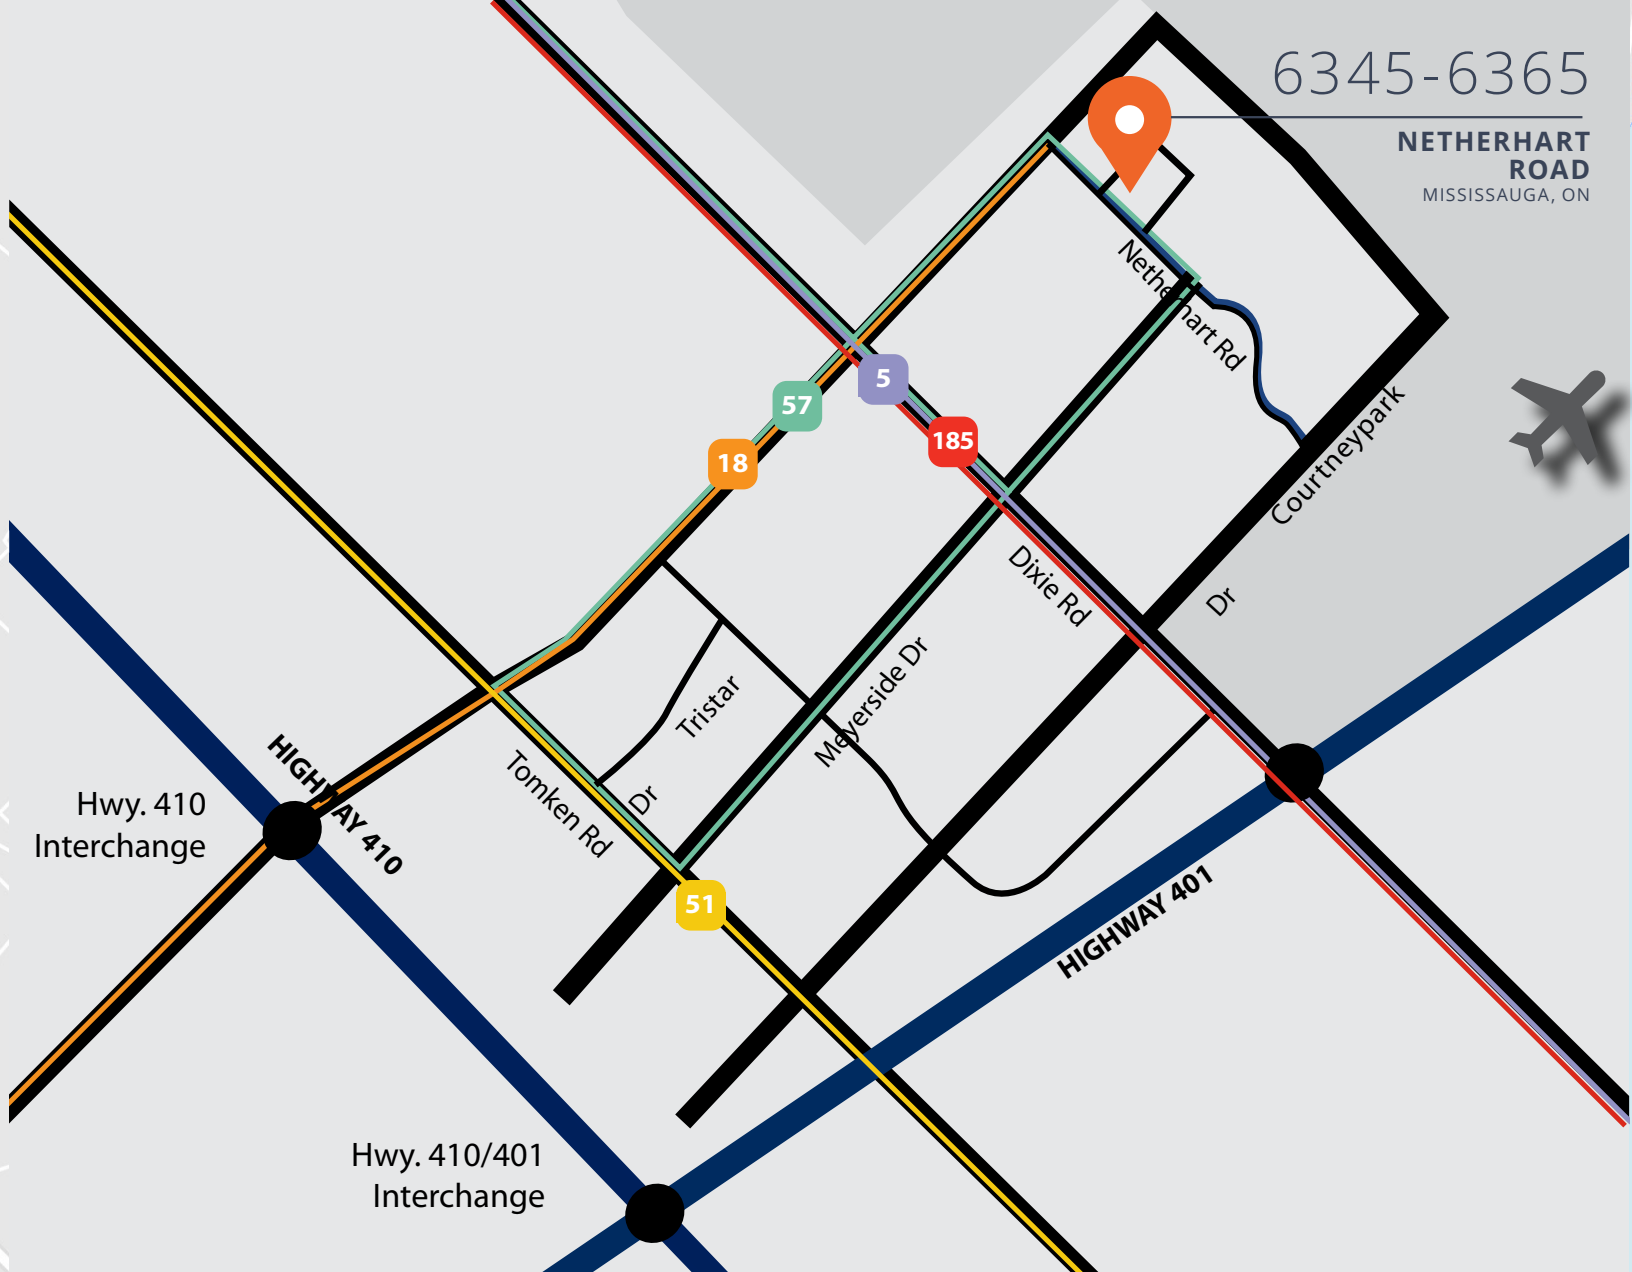 6345-6365
NETHERHART
ROAD
MISSISSAUGA, ON
Netherhart Rd
5
57
185
18
Courtneypark
Dr
Dixie Rd
Meyerside Dr
Tristar
Dr
Tomken Rd
HIGHWAY 410
Hwy. 410
Interchange
51
HIGHWAY 401
Hwy. 410/401
Interchange